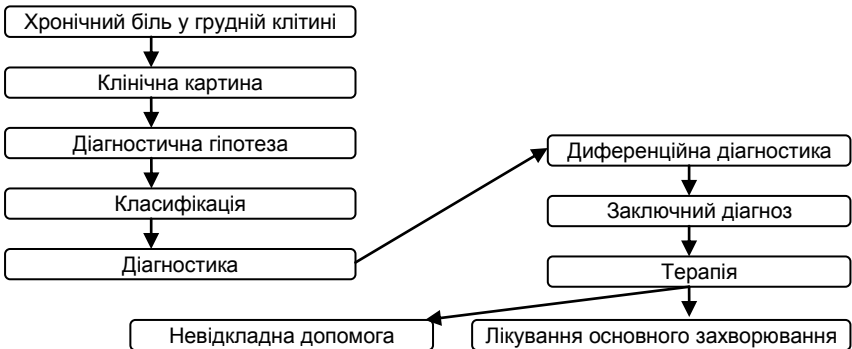 Хронічний біль у грудній клітині
Клінічна картина
Діагностична гіпотеза
Класифікація
Діагностика
Диференційна діагностика
Заключний діагноз
Терапія
Невідкладна допомога
Лікування основного захворювання